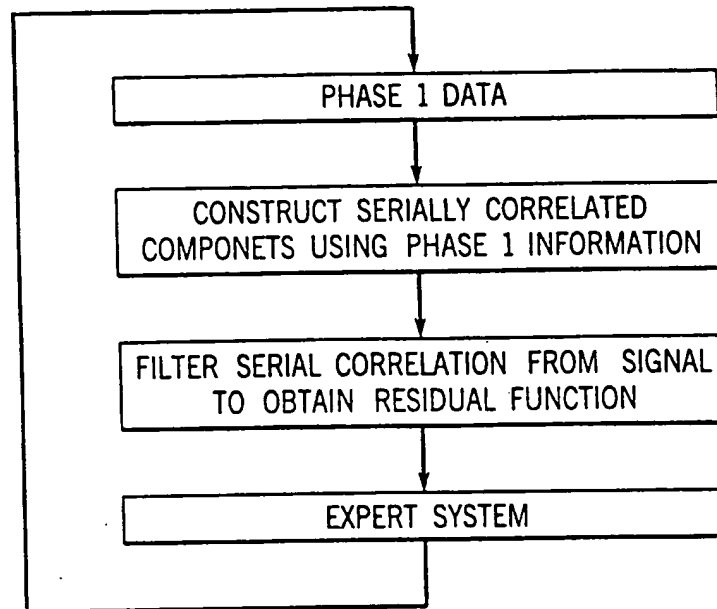 PHASE 1 DATA
CONSTRUCT SERIALLY CORRELATED
COMPONETS USING PHASE 1 INFORMATION
FILTER SERIAL CORRELATION FROM SIGNAL
TO OBTAIN RESIDUAL FUNCTION
EXPERT SYSTEM